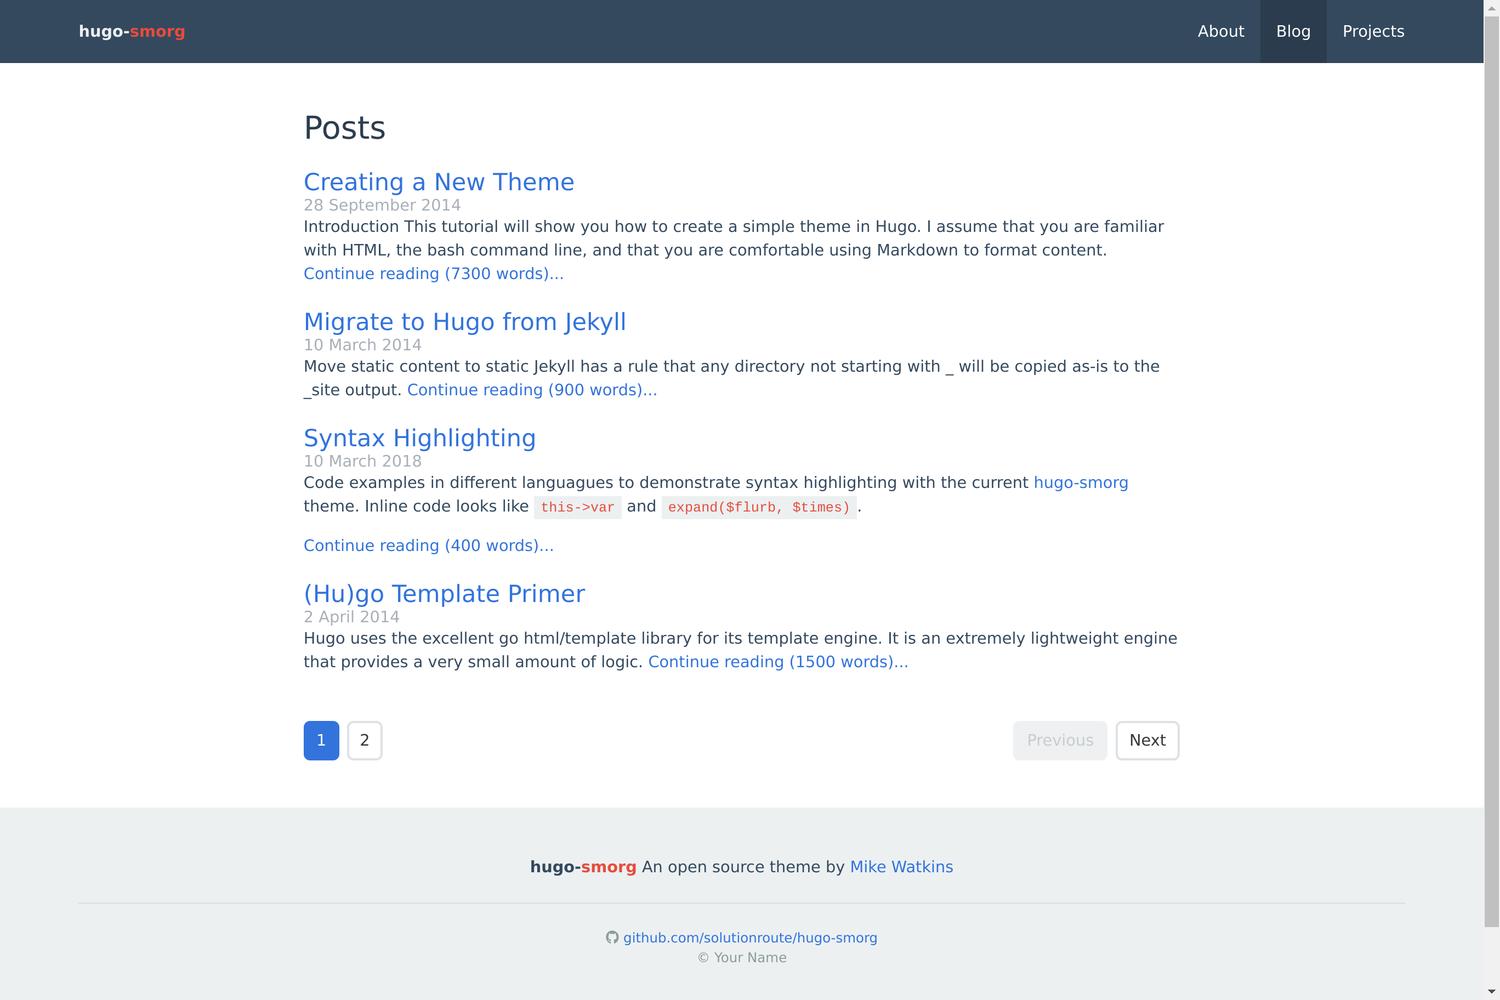 hugo-smorg
About Blog Projects
Posts
Creating a New Theme
28 September 2014
Introduction This tutorial will show you how to create a simple theme in Hugo. I assume that you are familiar
with HTML, the bash command line, and that you are comfortable using Markdown to format content.
Continue reading (7300 words)...
Migrate to Hugo from Jekyll
10 March 2014
Move static content to static Jekyll has a rule that any directory not starting with _ will be copied as-is to the
_site output. Continue reading (900 words)...
Syntax Highlighting
10 March 2018
Code examples in different languagues to demonstrate syntax highlighting with the current hugo-smorg
theme. Inline code looks like this->var and expand($flurb, $times).
Continue reading (400 words)...
(Hu)go Template Primer
2 April 2014
Hugo uses the excellent go html/template library for its template engine. It is an extremely lightweight engine
that provides a very small amount of logic. Continue reading (1500 words)...
1 2 Previous Next
hugo-smorg An open source theme by Mike Watkins
github.com/solutionroute/hugo-smorg
© Your Name